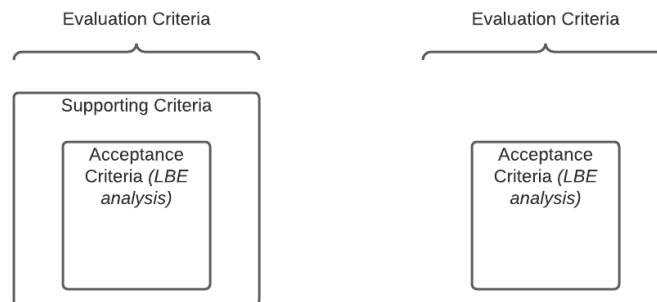 Evaluation Criteria
Evaluation Criteria
Supporting Criteria
Acceptance
Criteria (LBE
analysis)
Acceptance
Criteria (LBE
analysis)